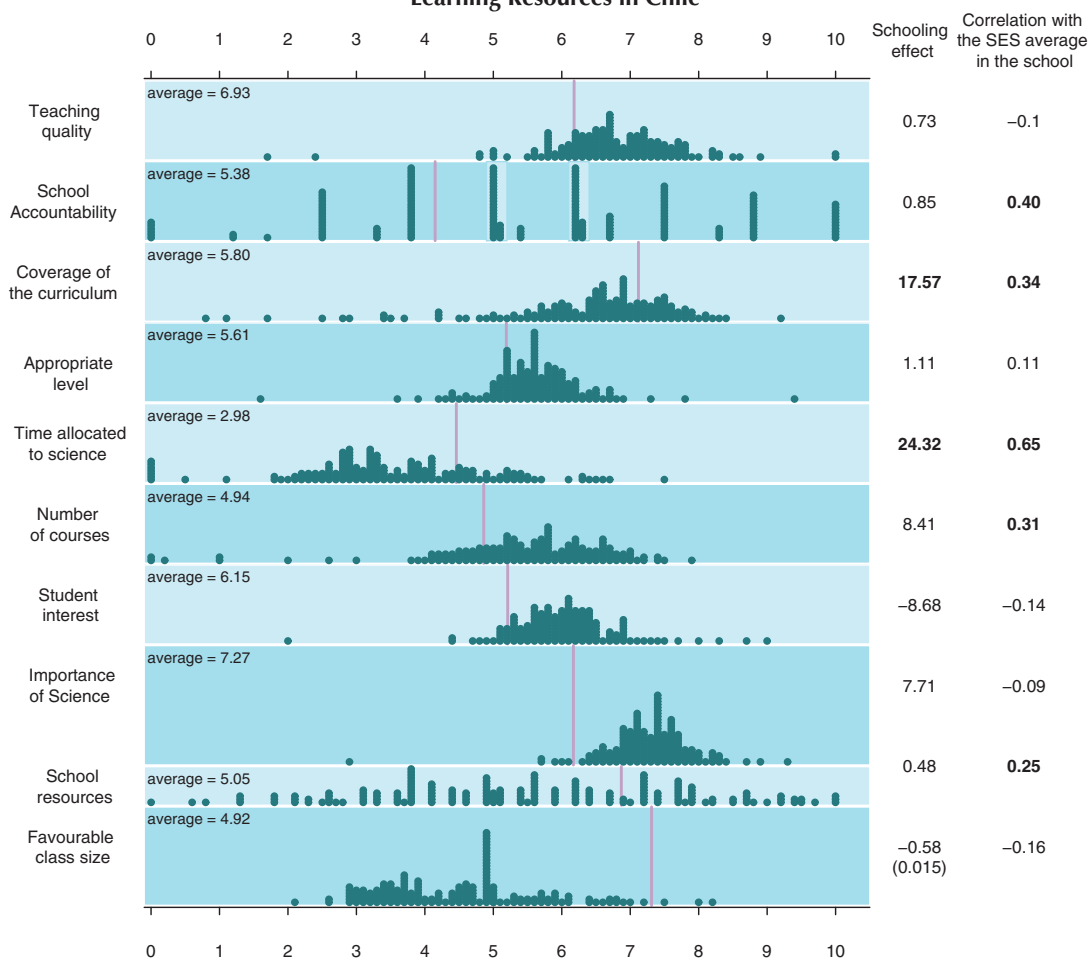 Learning Resources in Chile
0 1 2 3 4 5 6 7 8 9 10
Schooling effect
Correlation with the SES average in the school
Teaching quality
average = 6.93
0.73
–0.1
School Accountability
average = 5.38
0.85
0.40
Coverage of the curriculum
average = 5.80
17.57
0.34
Appropriate level
average = 5.61
1.11
0.11
Time allocated to science
average = 2.98
24.32
0.65
Number of courses
average = 4.94
8.41
0.31
Student interest
average = 6.15
–8.68
–0.14
Importance of Science
average = 7.27
7.71
–0.09
School resources
average = 5.05
0.48
0.25
Favourable class size
average = 4.92
–0.58
(0.015)
–0.16
0 1 2 3 4 5 6 7 8 9 10